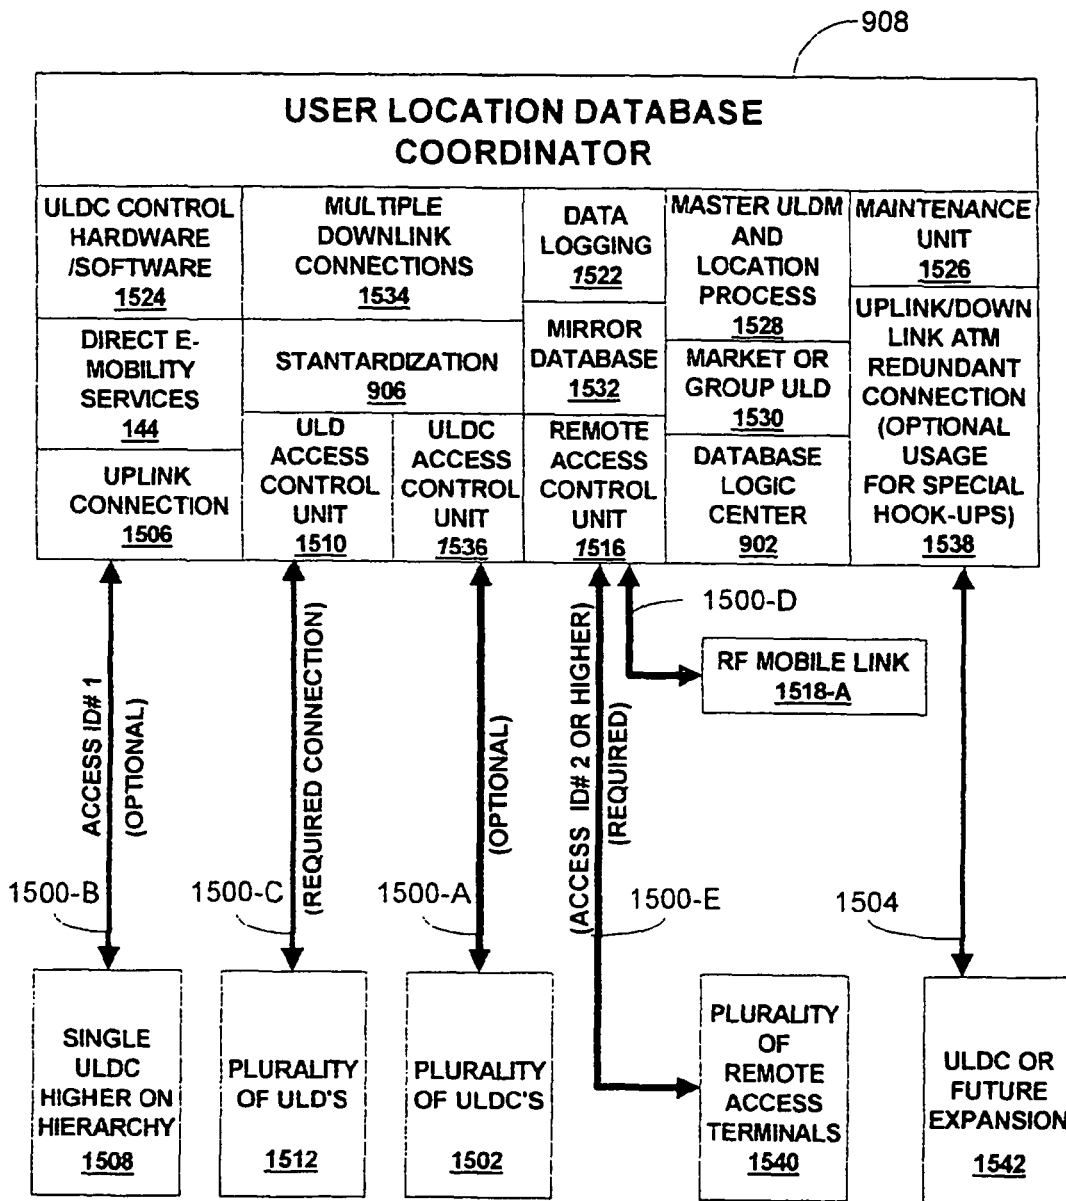 908
USER LOCATION DATABASE
COORDINATOR
ULDC CONTROL
HARDWARE
/SOFTWARE
1524
DIRECT E-
MOBILITY
SERVICES
144
UPLINK
CONNECTION
1506
MULTIPLE
DOWNLINK
CONNECTIONS
1534
STANTARDIZATION
906
ULD
ACCESS
CONTROL
UNIT
1510
ULDC
ACCESS
CONTROL
UNIT
1536
DATA
LOGGING
1522
MIRROR
DATABASE
1532
REMOTE
ACCESS
CONTROL
UNIT
1516
MASTER ULDM
AND
LOCATION
PROCESS
1528
MARKET OR
GROUP ULD
1530
DATABASE
LOGIC
CENTER
902
MAINTENANCE
UNIT
1526
UPLINK/DOWN
LINK ATM
REDUNDANT
CONNECTION
(OPTIONAL
USAGE
FOR SPECIAL
HOOK-UPS)
1538
ACCESS ID# 1
(OPTIONAL)
(REQUIRED CONNECTION)
(OPTIONAL)
(ACCESS ID# 2 OR HIGHER)
(REQUIRED)
1500-D
RF MOBILE LINK
1518-A
1500-B
1500-C
1500-A
1500-E
1504
SINGLE
ULDC
HIGHER ON
HIERARCHY
1508
PLURALITY
OF ULD'S
1512
PLURALITY
OF ULDC'S
1502
PLURALITY
OF
REMOTE
ACCESS
TERMINALS
1540
ULDC OR
FUTURE
EXPANSION
1542